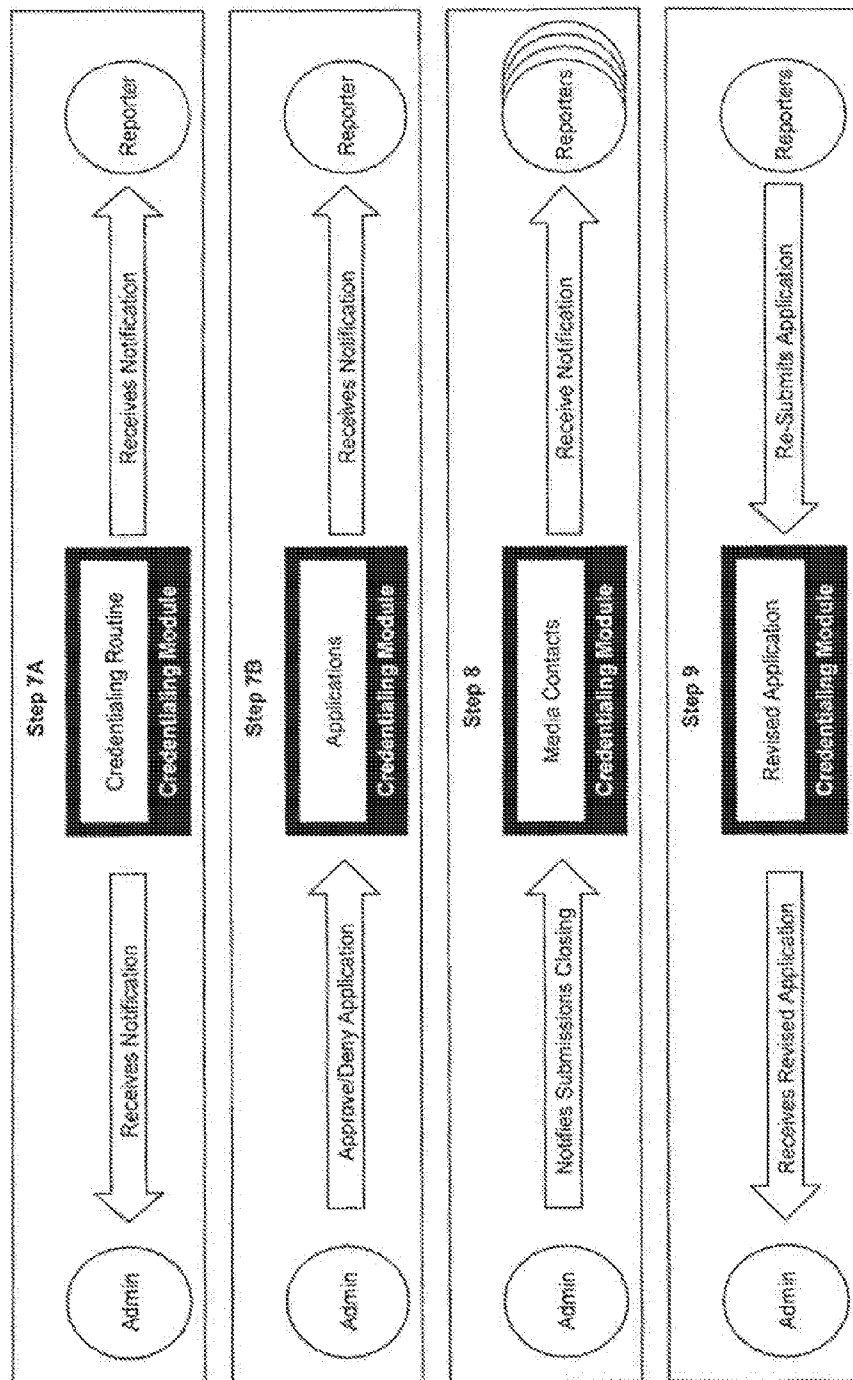 Step 7A
Admin
Receives Notification
Credentialing Routine
Credentialing Module
Receives Notification
Reporter
Step 7B
Admin
Approve/Deny Application
Applications
Credentialing Module
Receives Notification
Reporter
Step 8
Admin
Notifies Submissions Closing
Media Contacts
Credentialing Module
Receive Notification
Reporters
Step 9
Admin
Receives Revised Application
Revised Application
Credentialing Module
Re-Submits Application
Reporters